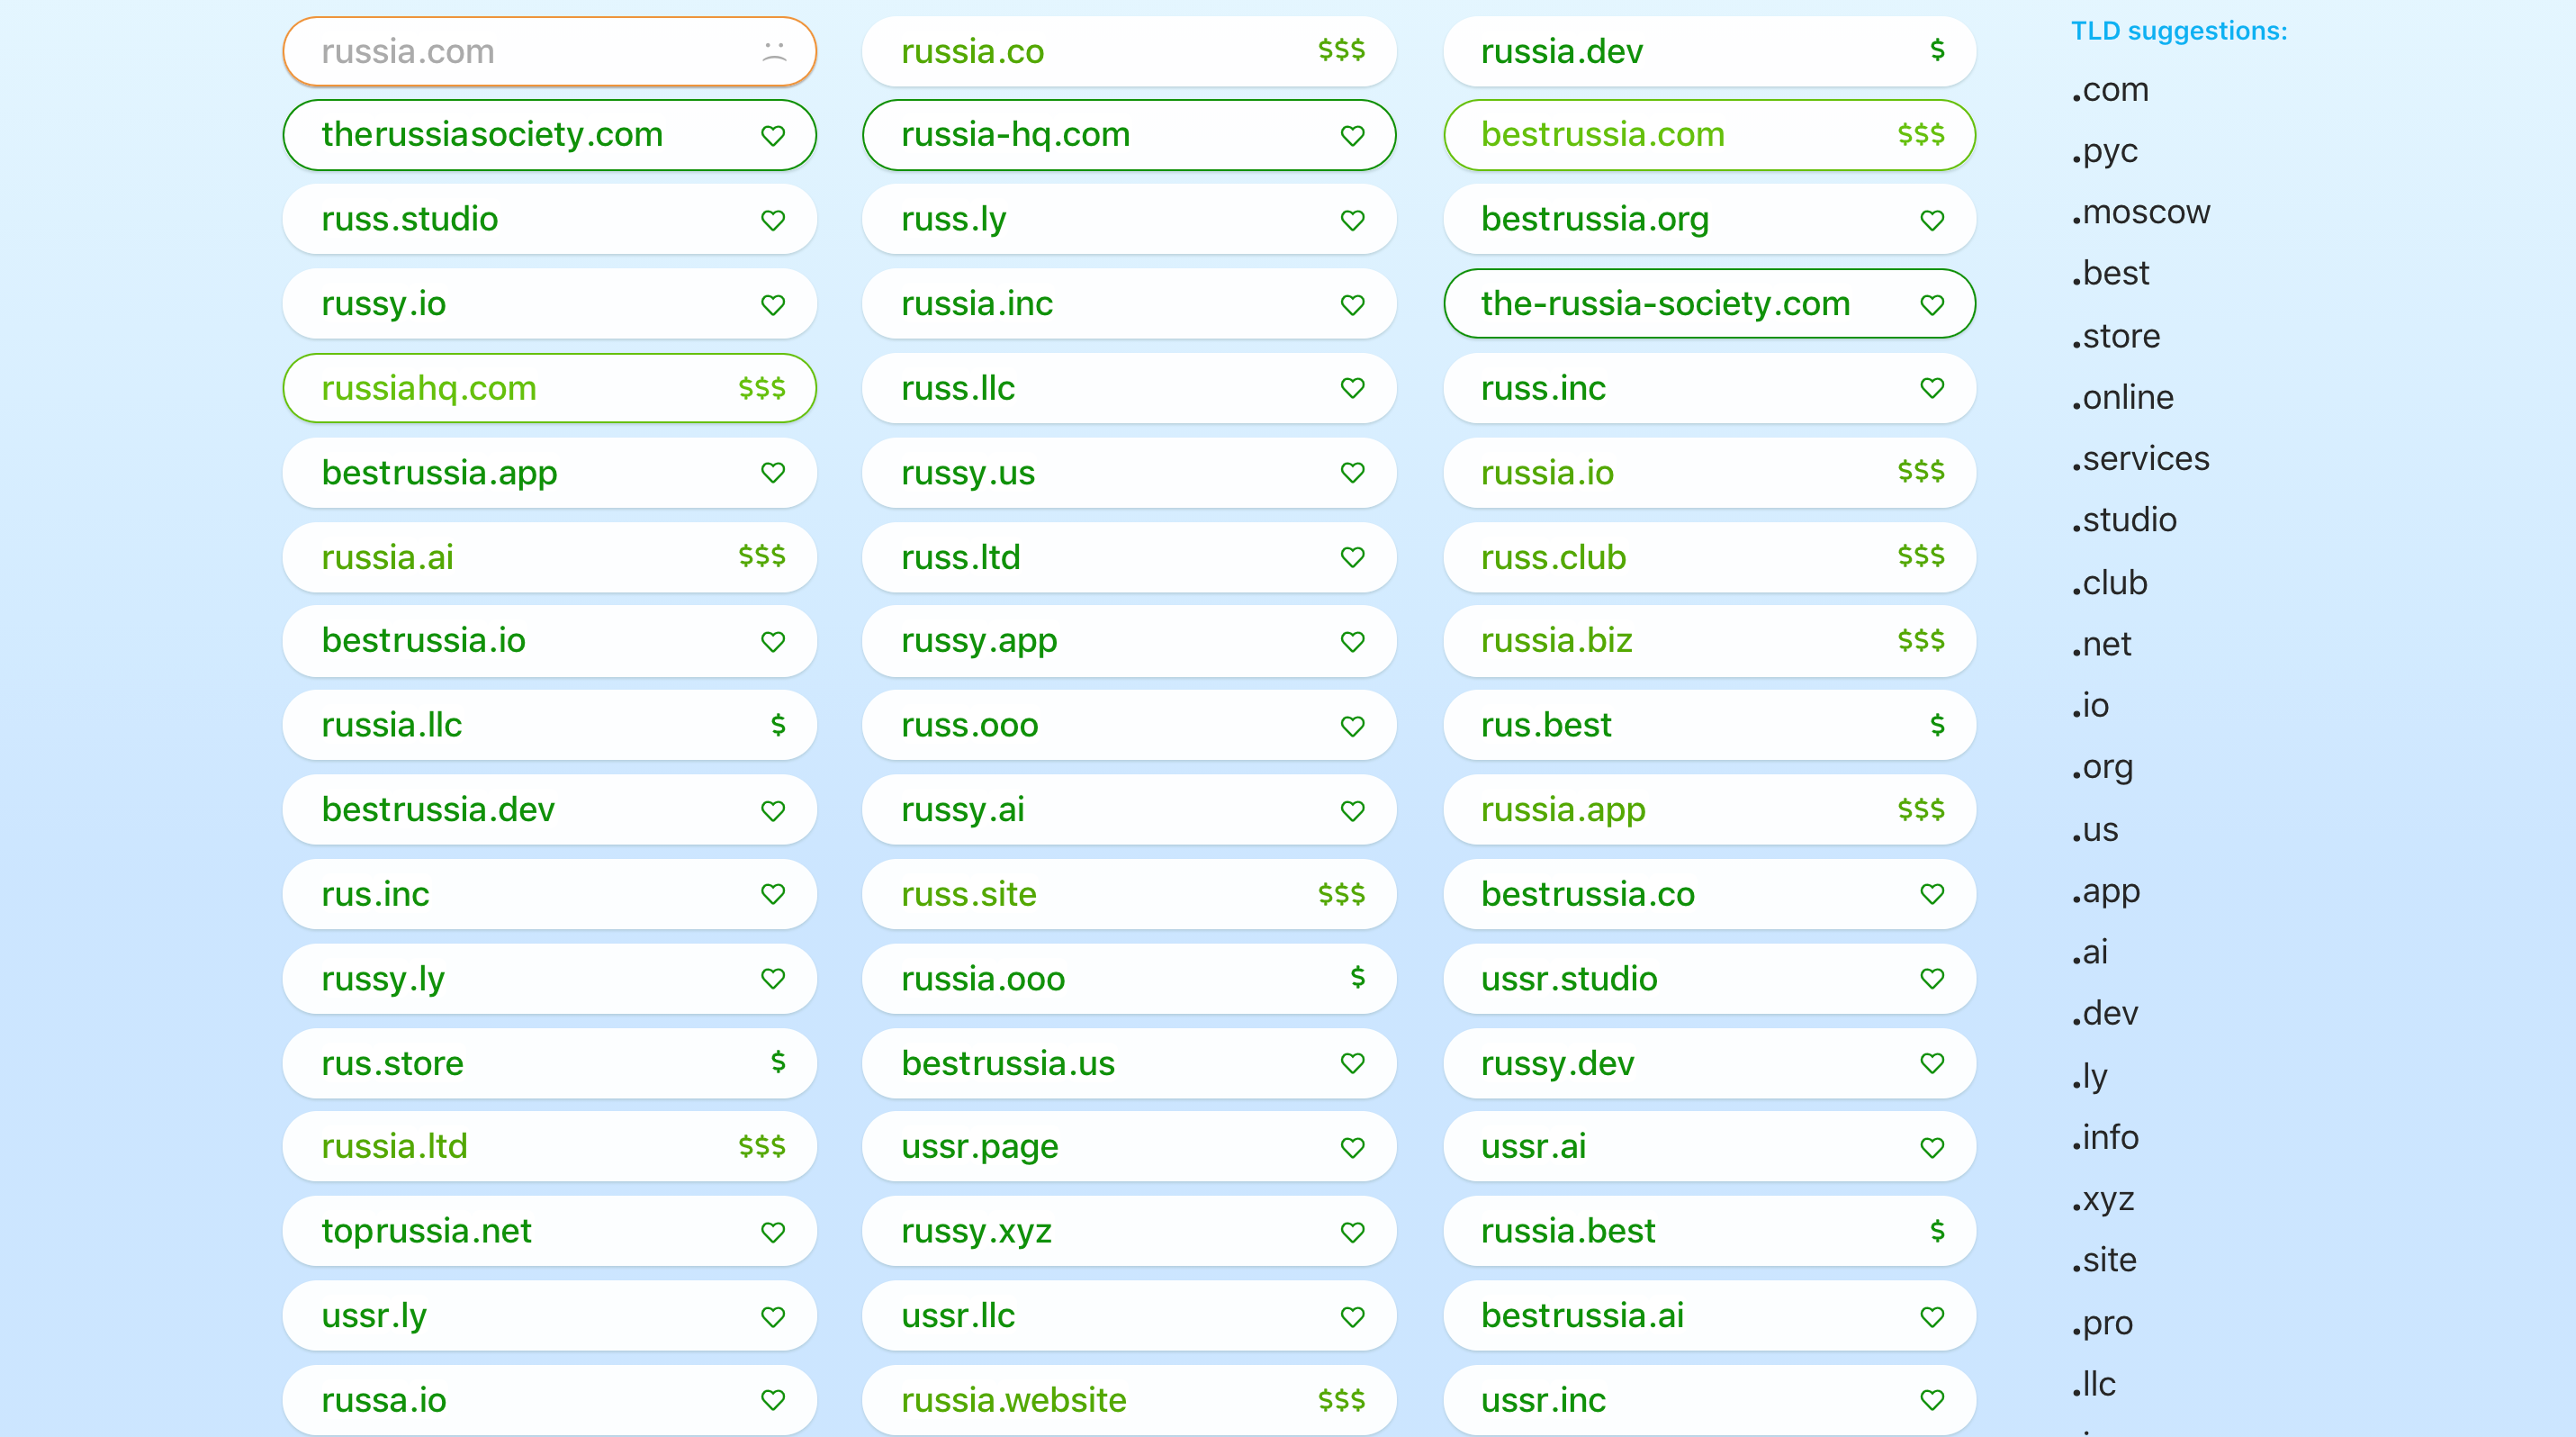 russia.com
russia.co $$$
russia.dev $
therussiasociety.com
russia-hq.com
bestrussia.com $$$
russ.studio
russ.ly
bestrussia.org
russy.io
russia.inc
the-russia-society.com
russiahq.com $$$
russ.llc
russ.inc
bestrussia.app
russy.us
russia.io $$$
russia.ai $$$
russ.ltd
russ.club $$$
bestrussia.io
russy.app
russia.biz $$$
russia.llc $
russ.ooo
rus.best $
bestrussia.dev
russy.ai
russia.app $$$
rus.inc
russ.site $$$
bestrussia.co
russy.ly
russia.ooo $
ussr.studio
rus.store $
bestrussia.us
russy.dev
russia.ltd $$$
ussr.page
ussr.ai
toprussia.net
russy.xyz
russia.best $
ussr.ly
ussr.llc
bestrussia.ai
russa.io
russia.website $$$
ussr.inc
TLD suggestions:
.com
.pyc
.moscow
.best
.store
.online
.services
.studio
.club
.net
.io
.org
.us
.app
.ai
.dev
.ly
.info
.xyz
.site
.pro
.llc